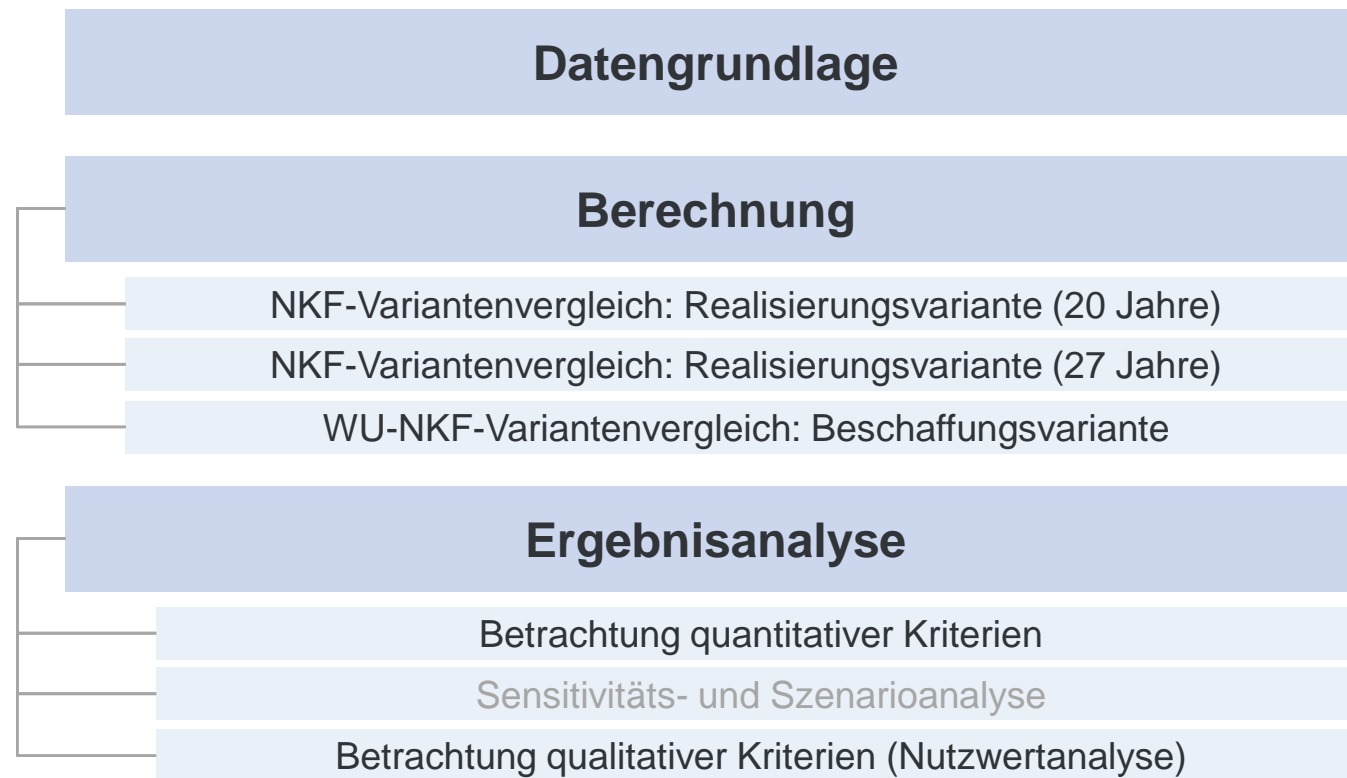 Datengrundlage
Berechnung
NKF-Variantenvergleich: Realisierungsvariante (20 Jahre)
NKF-Variantenvergleich: Realisierungsvariante (27 Jahre)
WU-NKF-Variantenvergleich: Beschaffungsvariante
Ergebnisanalyse
Betrachtung quantitativer Kriterien
Sensitivitäts- und Szenarioanalyse
Betrachtung qualitativer Kriterien (Nutzwertanalyse)